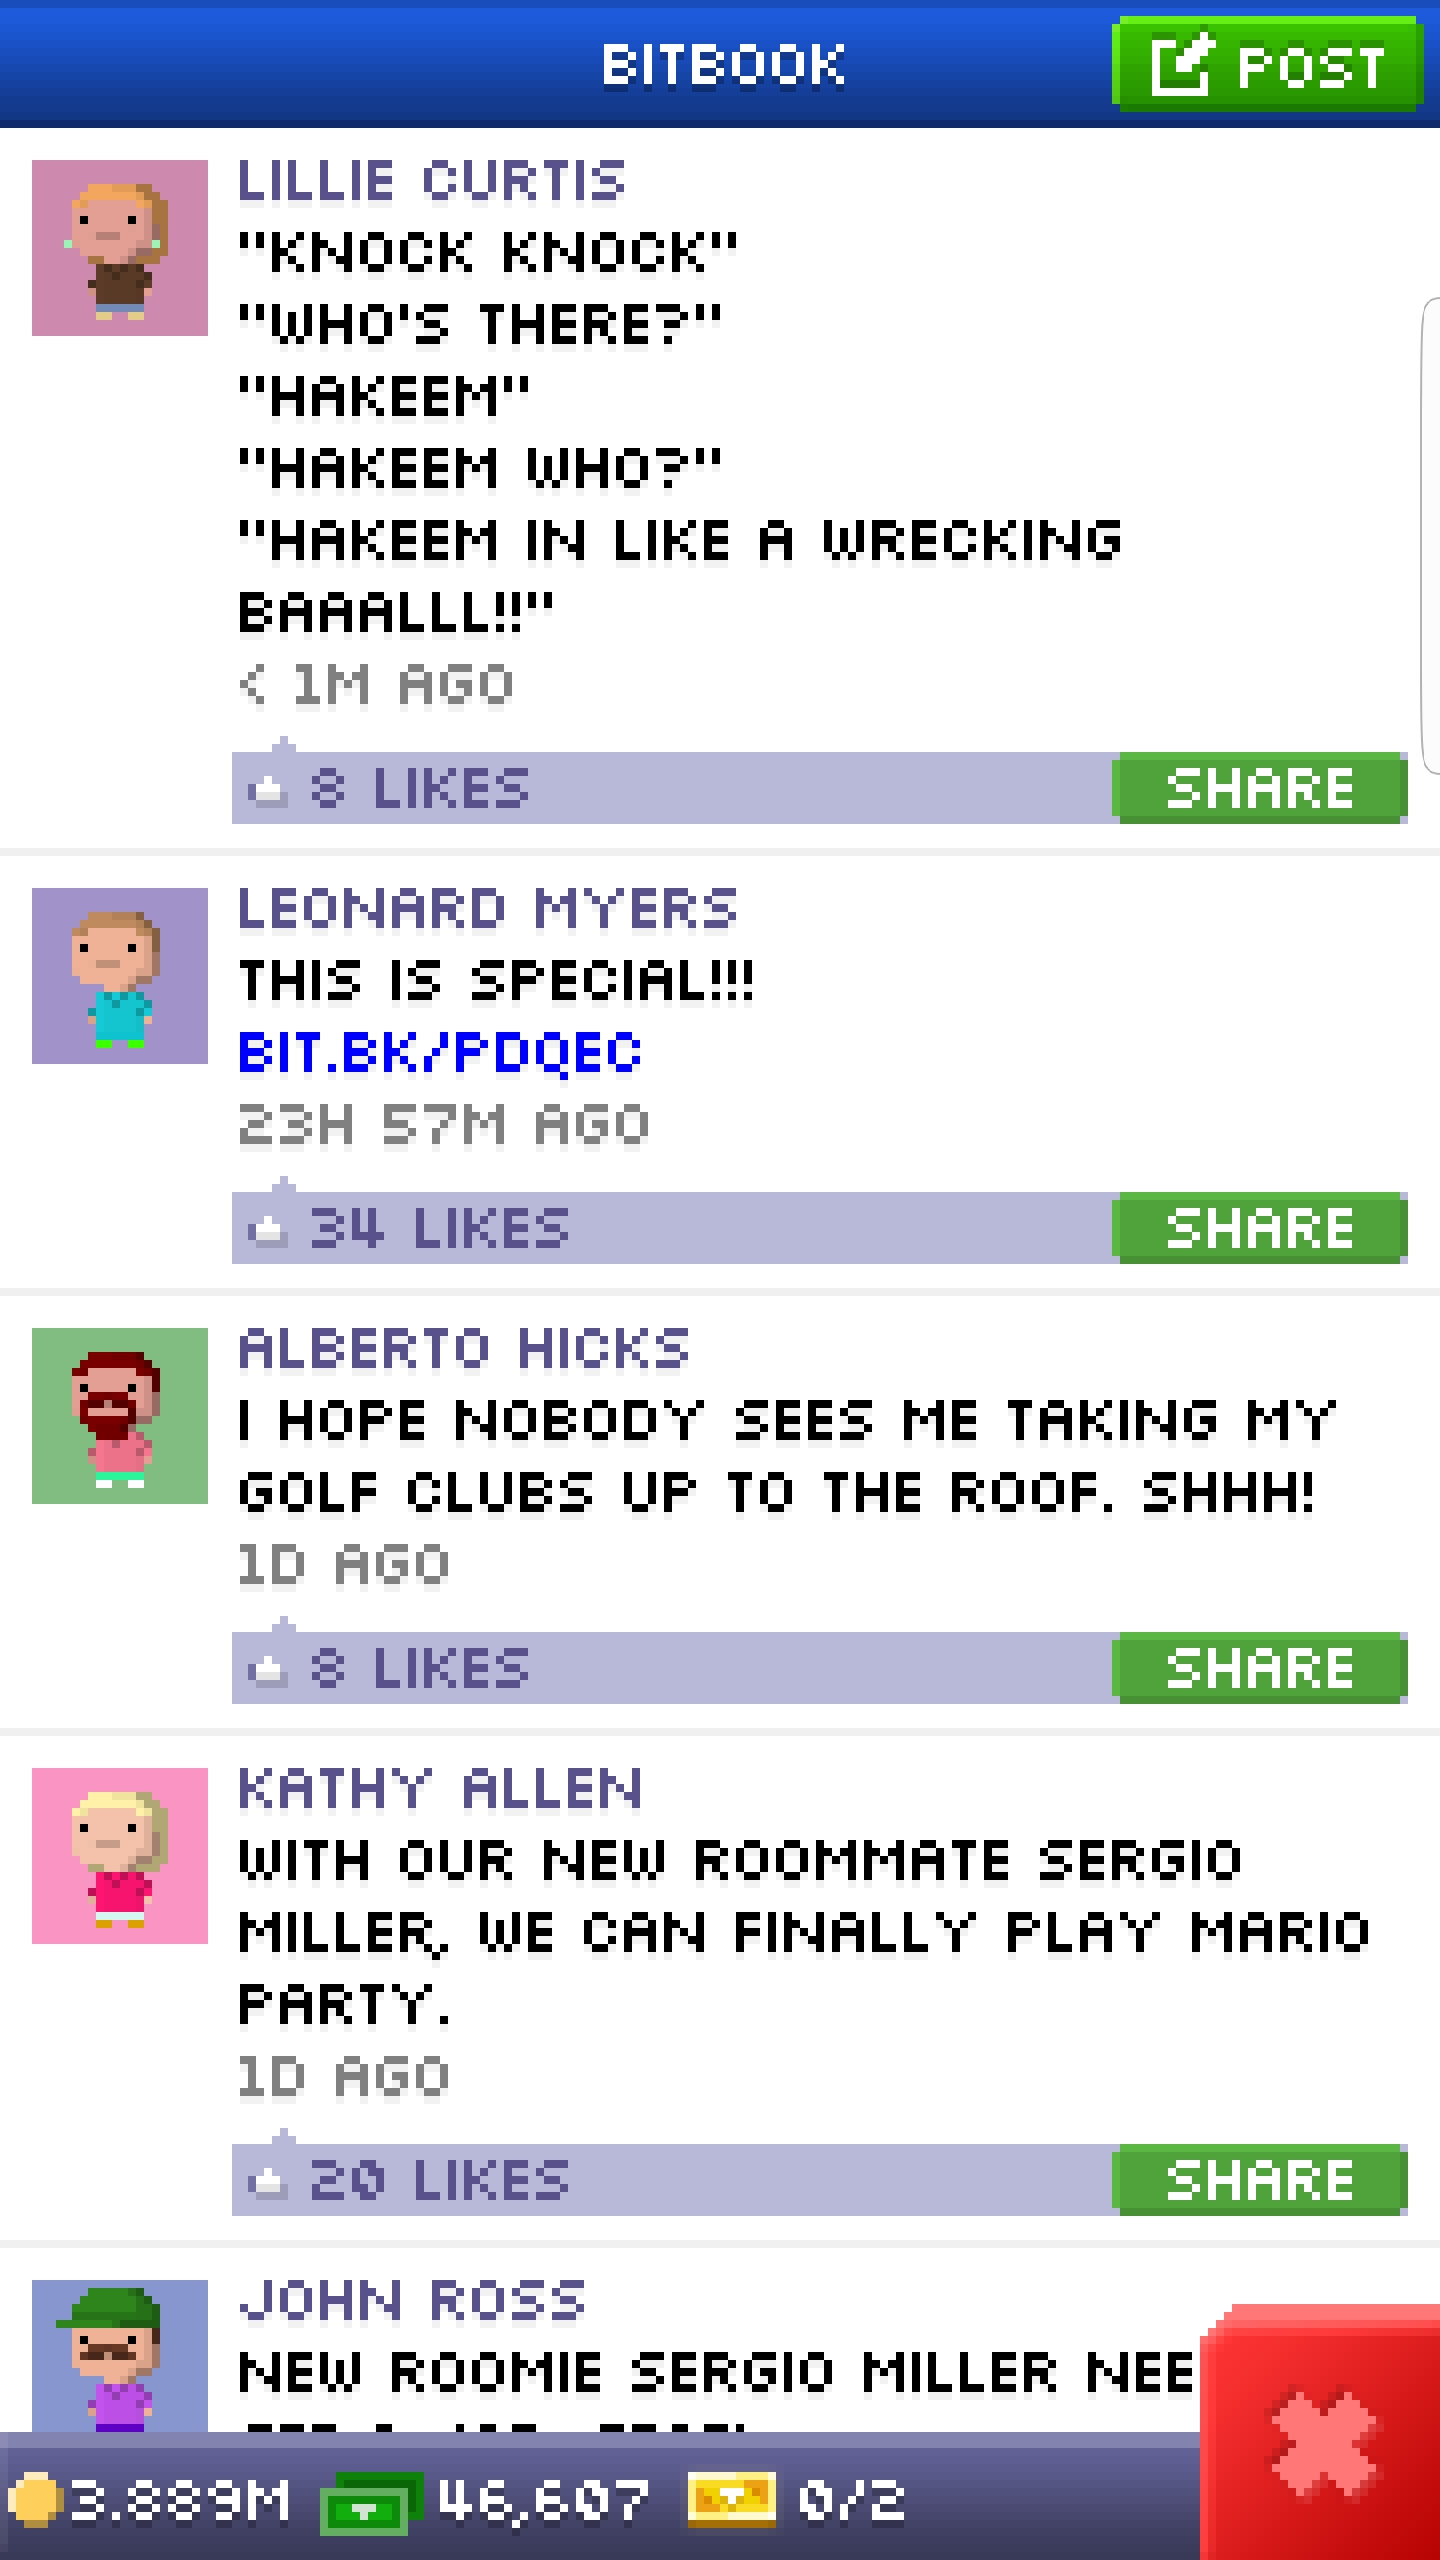 BITBOOK
POST
LILLIE CURTIS
"KNOCK KNOCK"
"WHO'S THERE?"
"HAKEEM"
"HAKEEM WHO?"
"HAKEEM IN LIKE A WRECKING
BAAALLL!!"
< 1M AGO
8 LIKES
SHARE
LEONARD MYERS
THIS IS SPECIAL!!!
BIT.BK/PDQEC
23H 57M AGO
34 LIKES
SHARE
ALBERTO HICKS
I HOPE NOBODY SEES ME TAKING MY
GOLF CLUBS UP TO THE ROOF. SHHH!
1D AGO
8 LIKES
SHARE
KATHY ALLEN
WITH OUR NEW ROOMMATE SERGIO
MILLER, WE CAN FINALLY PLAY MARIO
PARTY.
1D AGO
20 LIKES
SHARE
JOHN ROSS
NEW ROOMIE SERGIO MILLER NEE
3.889M
46,607
0/2